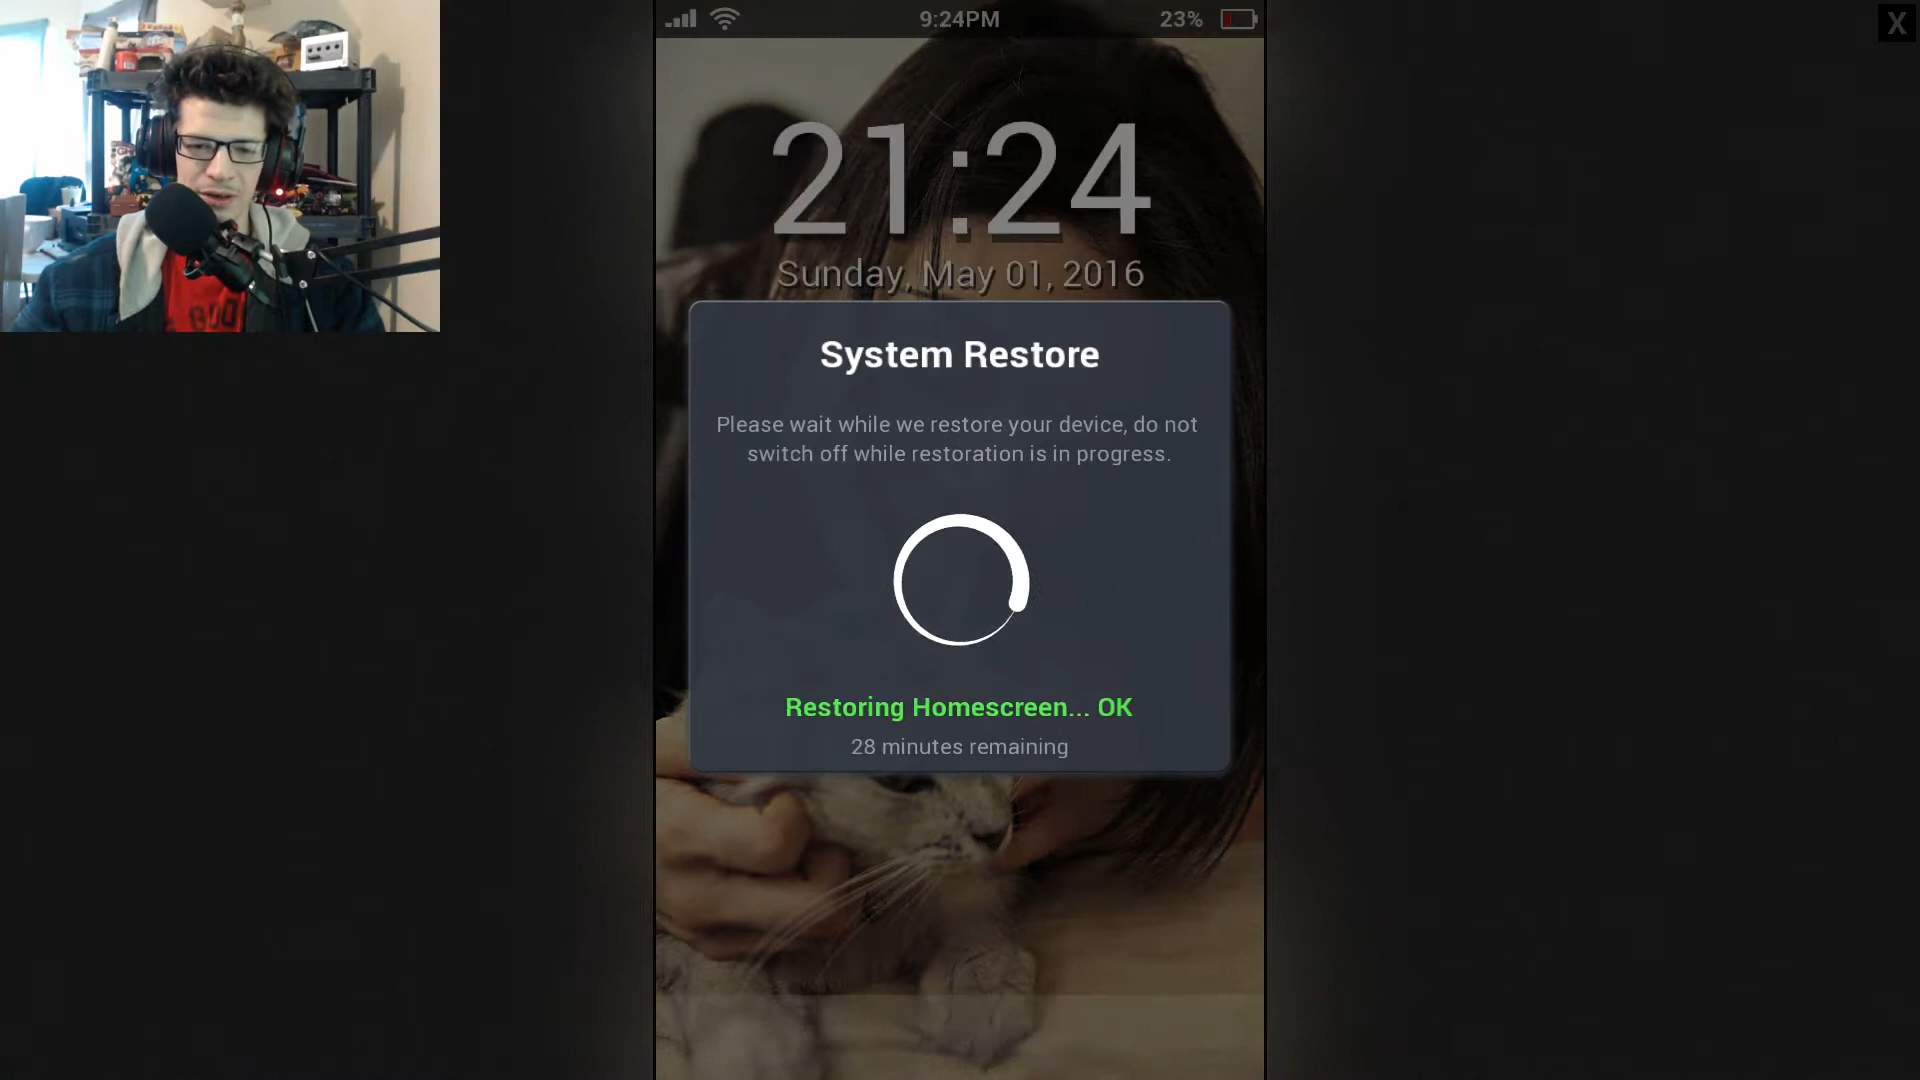 9:24PM
23%
X
21:24
Sunday, May 01, 2016
System Restore
Please wait while we restore your device, do not
switch off while restoration is in progress.
Restoring Homescreen... OK
28 minutes remaining